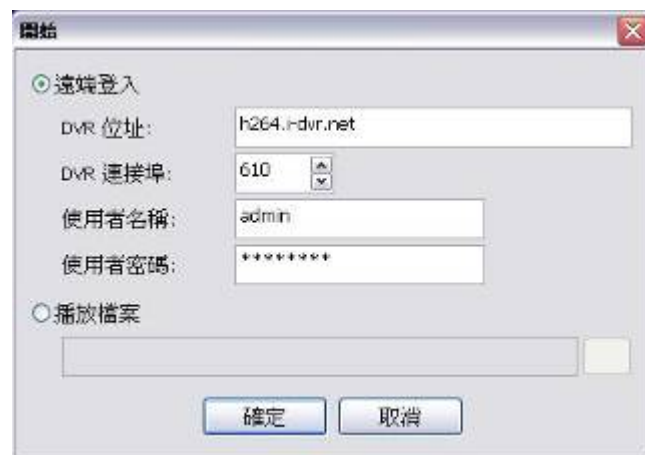 開始
遠端登入
DVR 位址: h264.i-dvr.net
DVR 連接埠: 610
使用者名稱: admin
使用者密碼: ********
播放檔案
確定 取消